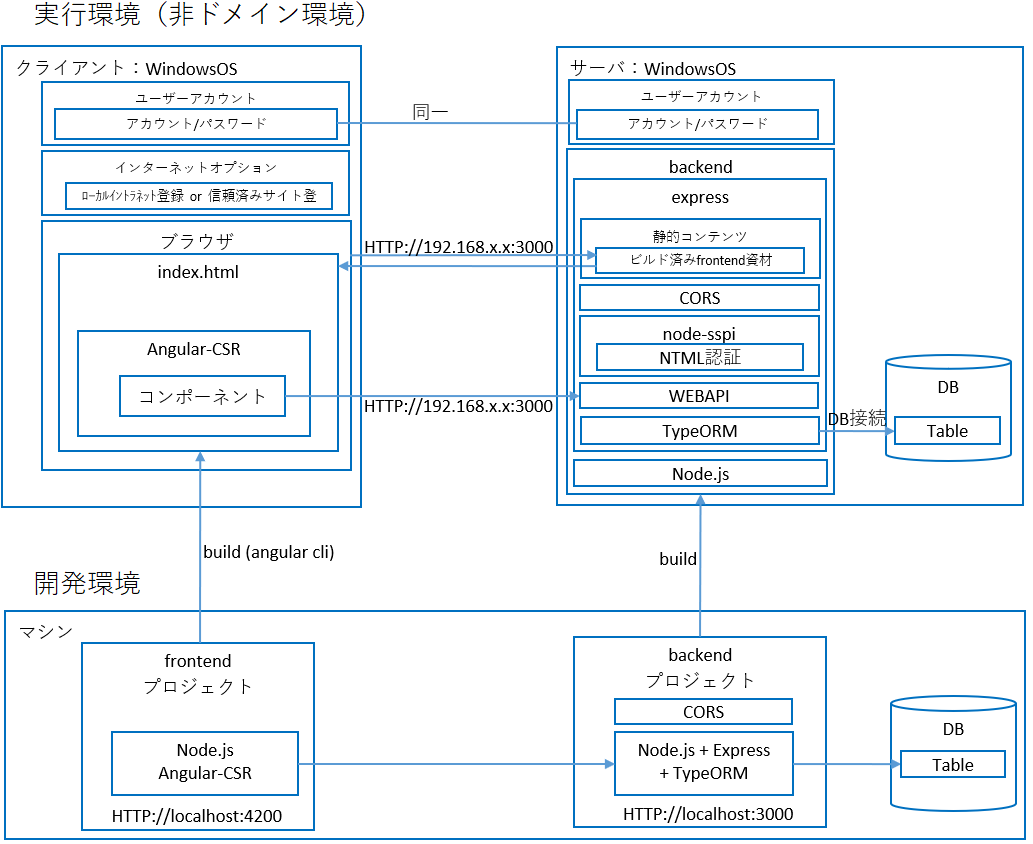 実行環境（非ドメイン環境）
クライアント：WindowsOS
ユーザーアカウント
アカウント/パスワード
インターネットオプション
ﾛｰｶﾙｲﾝﾄﾗﾈｯﾄ登録 or 信頼済みサイト登
ブラウザ
index.html
Angular-CSR
コンポーネント
同一
HTTP://192.168.x.x:3000
HTTP://192.168.x.x:3000
サーバ：WindowsOS
ユーザーアカウント
アカウント/パスワード
backend
express
静的コンテンツ
ビルド済みfrontend資材
CORS
node-sspi
NTML認証
WEBAPI
TypeORM
Node.js
DB接続
DB
Table
build (angular cli)
build
開発環境
マシン
frontend
プロジェクト
Node.js
Angular-CSR
HTTP://localhost:4200
backend
プロジェクト
CORS
Node.js + Express
+ TypeORM
HTTP://localhost:3000
DB
Table